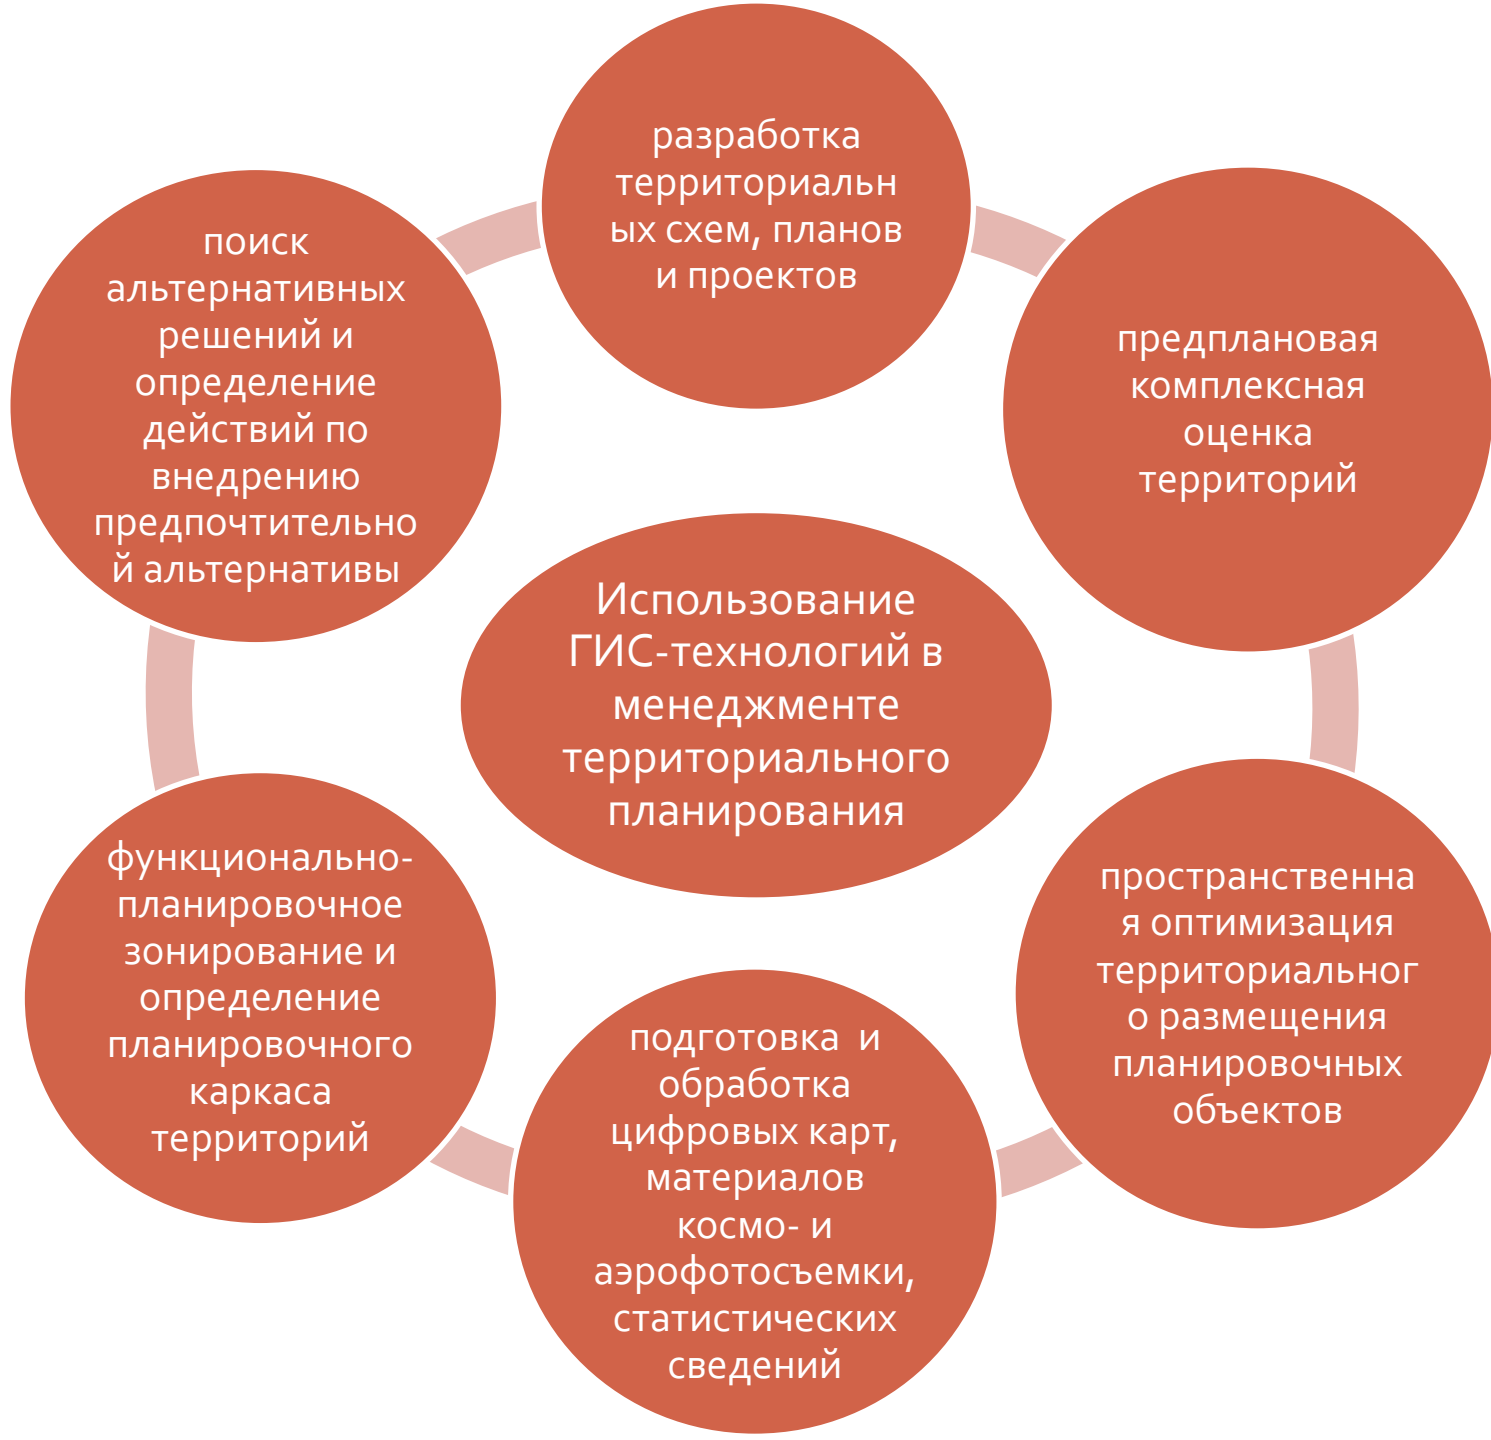 разработка
территориальн
ых схем, планов
и проектов
предплановая
комплексная
оценка
территорий
пространственна
я оптимизация
территориальног
о размещения
планировочных
объектов
подготовка  и
обработка
цифровых карт,
материалов
космо- и
аэрофотосъемки,
статистических
сведений
функционально-
планировочное
зонирование и
определение
планировочного
каркаса
территорий
поиск
альтернативных
решений и
определение
действий по
внедрению
предпочтительно
й альтернативы
Использование
ГИС-технологий в
менеджменте
территориального
планирования